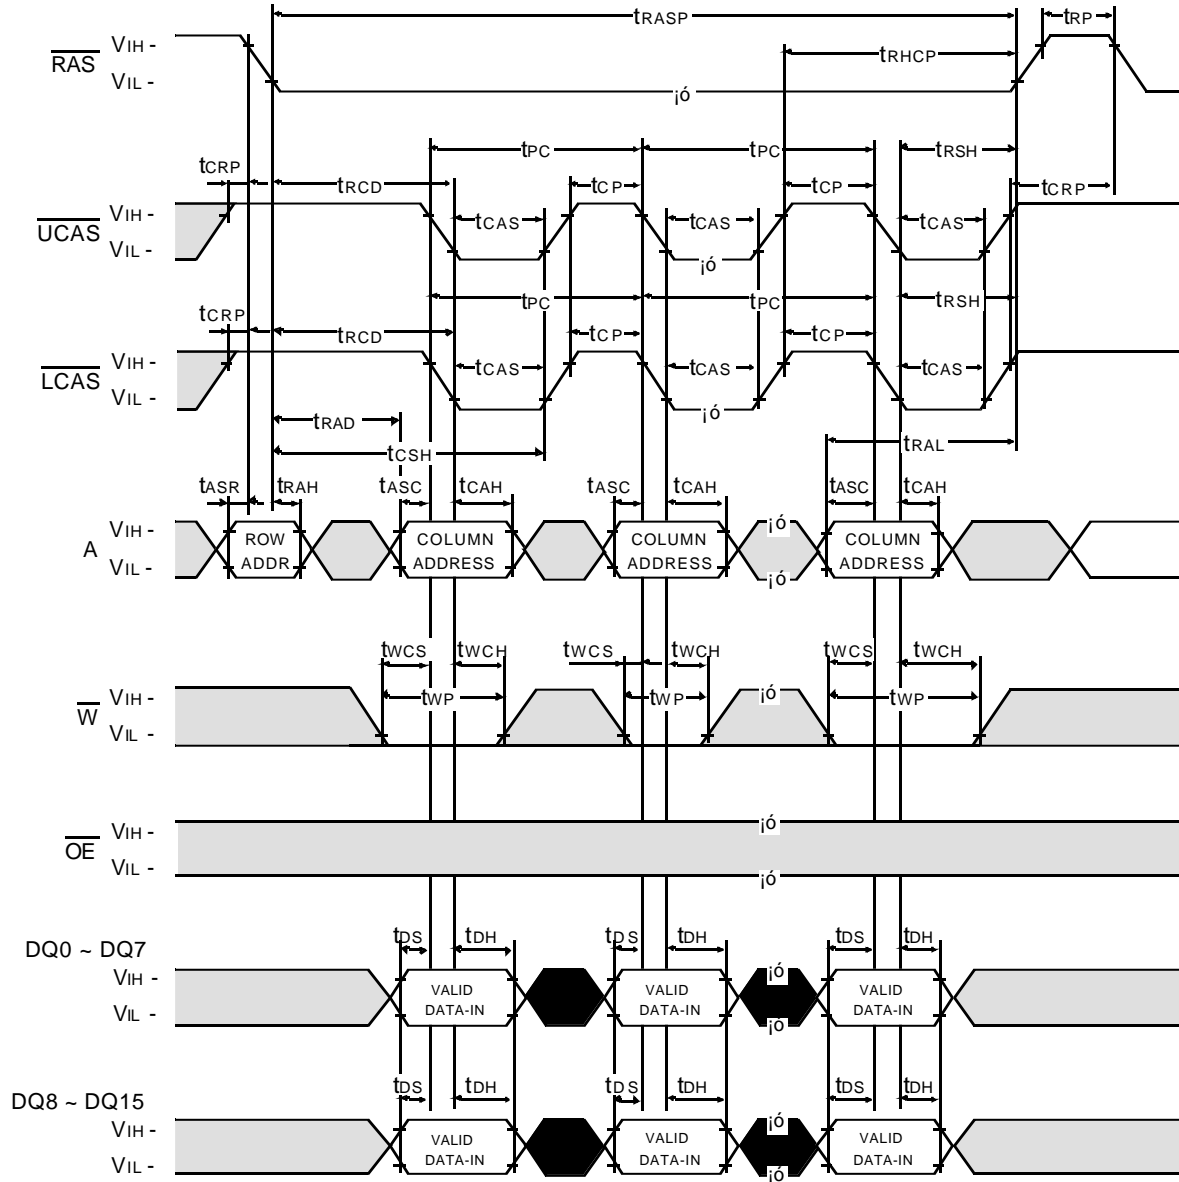 tRASP
tRP
RAS
VIH -
VIL -
tRHCP
¡ó
tPC
tPC
tRSH
tCRP
tRCD
tCP
tCP
tCRP
UCAS
VIH -
VIL -
tCAS
tCAS
tCAS
¡ó
tPC
tPC
tRSH
tCRP
tRCD
tCP
tCP
LCAS
VIH -
VIL -
tCAS
tCAS
tCAS
¡ó
tRAD
tCSH
tRAL
tASR
tRAH
tASC
tCAH
tASC
tCAH
tASC
tCAH
A
VIH -
VIL -
ROW
ADDR
COLUMN
ADDRESS
COLUMN
ADDRESS
¡ó
¡ó
COLUMN
ADDRESS
tWCS
tWCH
tWCS
tWCH
tWCS
tWCH
W
VIH -
VIL -
tWP
tWP
¡ó
tWP
OE
VIH -
VIL -
¡ó
¡ó
DQ0 ~ DQ7
VIH -
VIL -
tDS
tDH
tDS
tDH
tDS
tDH
VALID
DATA-IN
VALID
DATA-IN
¡ó
¡ó
VALID
DATA-IN
DQ8 ~ DQ15
VIH -
VIL -
tDS
tDH
tDS
tDH
tDS
tDH
VALID
DATA-IN
VALID
DATA-IN
¡ó
¡ó
VALID
DATA-IN